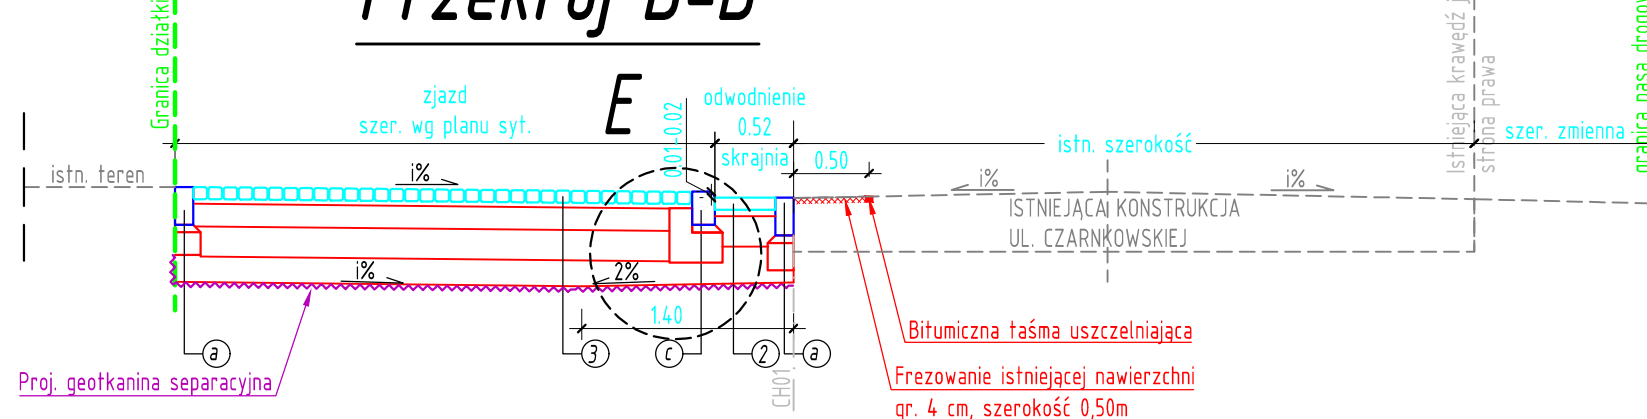 Przekrój B-B
E
Granica działki
zjazd
szer. wg planu syt.
0.01-0.02
odwodnienie
0.52
skrajnia
0.50
istn. szerokość
Istniejąca krawędź
strona prawa
szer. zmienna
istn. teren
i%
i%
i%
ISTNIEJĄCA KONSTRUKCJA
UL. CZARNKOWSKIEJ
i%
2%
1.40
a
3
c
2
a
CH01
Bitumiczna taśma uszczelniająca
Proj. geotkanina separacyjna
Frezowanie istniejącej nawierzchni
gr. 4 cm, szerokość 0,50m